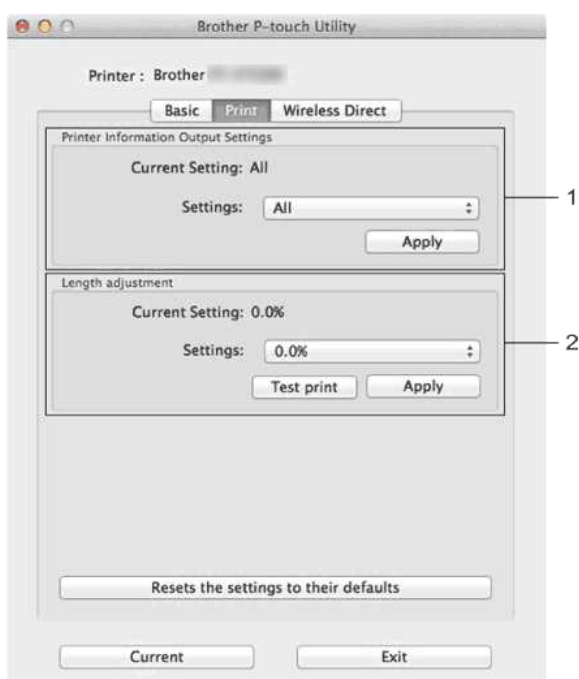 Brother P-touch Utility
Printer : Brother
Basic Print Wireless Direct
Printer Information Output Settings
Current Setting: All
Settings: All
1
Apply
Length adjustment
Current Setting: 0.0%
Settings: 0.0%
2
Test print Apply
Resets the settings to their defaults
Current Exit